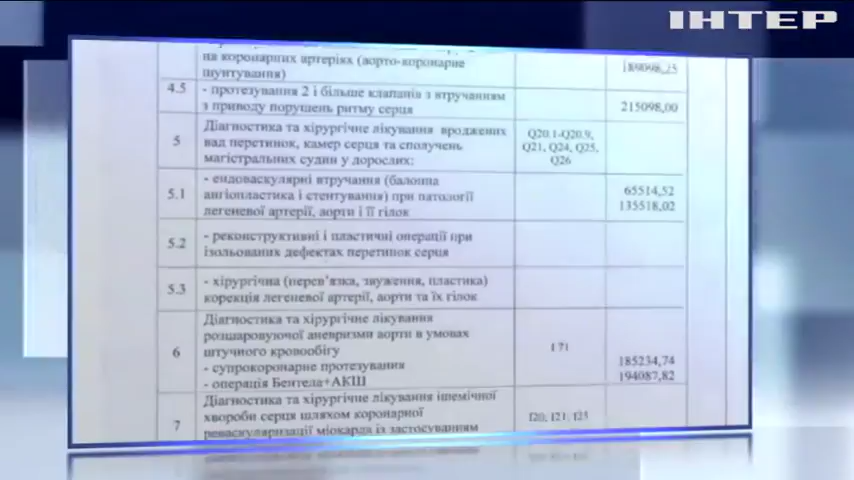 ІНТЕР
на коронарних артеріях (аорто-коронарне
шунтування)
189098,25
4.5
- протезування 2 і більше клапанів з втручанням
з приводу порушень ритму серця
215098,00
5
Діагностика та хірургічне лікування вроджених
вад перетинок, камер серця та сполучень
магістральних судин у дорослих:
Q20.1-Q20.9,
Q21, Q24, Q25,
Q26
5.1
- ендоваскулярні втручання (балонна
ангіопластика і стентування) при патології
легеневої артерії, аорти і її гілок
65514,52
135518,02
5.2
- реконструктивні і пластичні операції при
ізольованих дефектах перетинок серця
5.3
- хірургічна (перев'язка, звуження, пластика)
корекція легеневої артерії, аорти та їх гілок
6
Діагностика та хірургічне лікування
розшаровуючої аневризми аорти в умовах
штучного кровообігу
- супрокоронарне протезування
- операція Бентела+АКШ
І 71
185234,74
194087,82
7
Діагностика та хірургічне лікування ішемічної
хвороби серця шляхом коронарної
реваскуляризації міокарда із застосуванням
І20, І21, І25